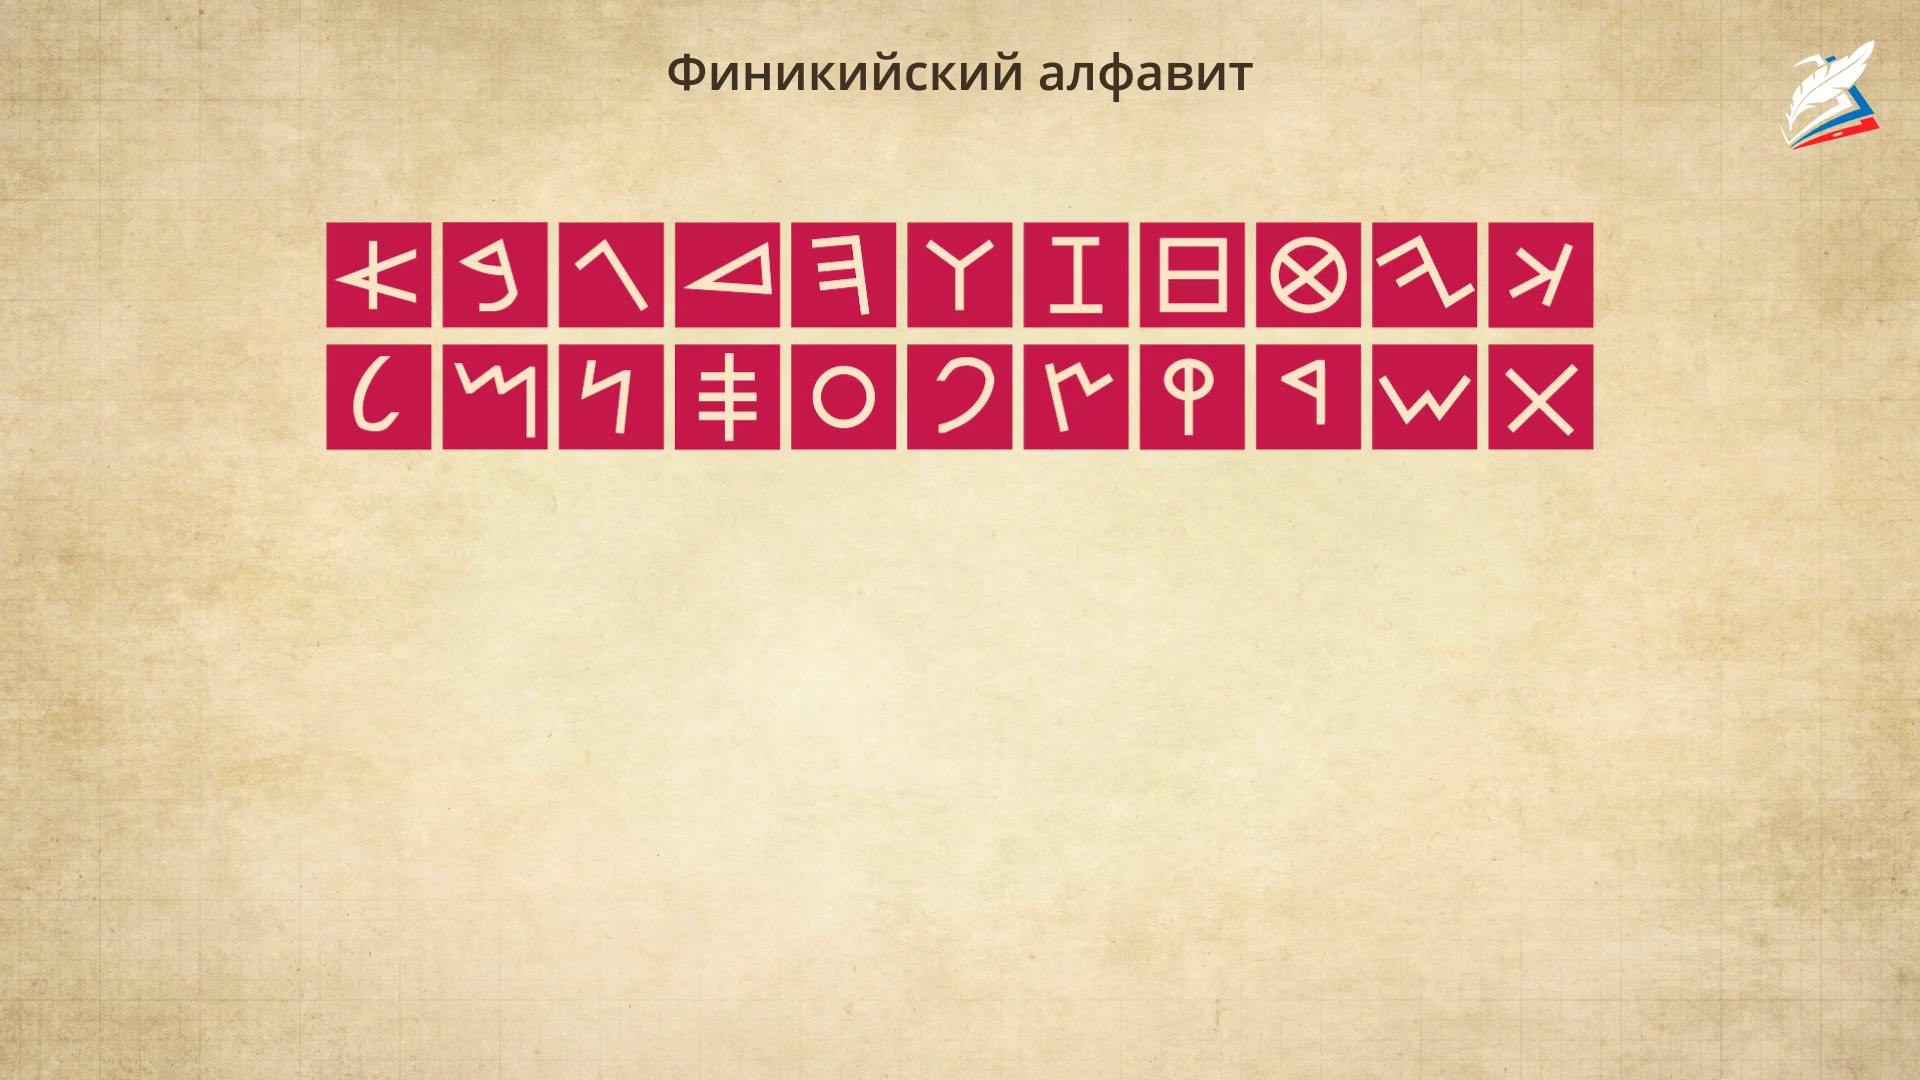 Финикийский алфавит
𐤀 𐤁 𐤂 𐤃 𐤄 𐤅 𐤆 𐤇 𐤈 𐤉 𐤊
𐤋 𐤌 𐤍 𐤎 𐤏 𐤐 𐤑 𐤒 𐤓 𐤔 𐤕